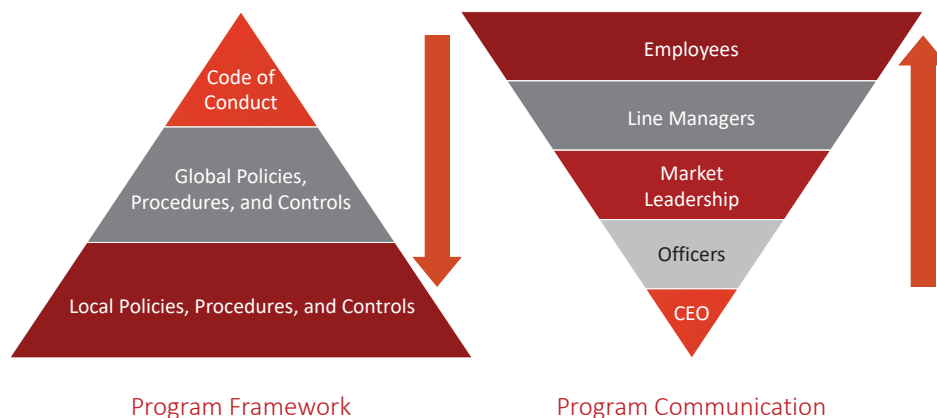 Code of
Conduct
Global Policies,
Procedures, and Controls
Local Policies, Procedures, and Controls
Program Framework
Employees
Line Managers
Market
Leadership
Officers
CEO
Program Communication